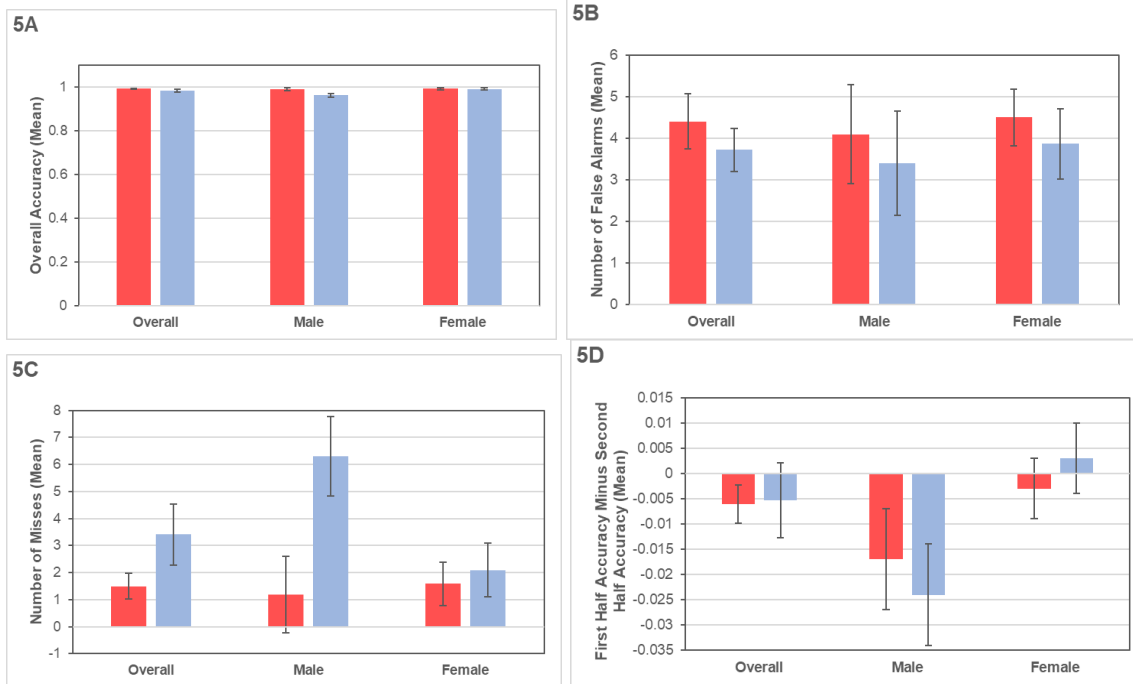 5A
Overall Accuracy (Mean)
1
0.8
0.6
0.4
0.2
0
Overall Male Female
5B
Number of False Alarms (Mean)
6
5
4
3
2
1
0
Overall Male Female
5C
Number of Misses (Mean)
8
7
6
5
4
3
2
1
0
-1
Overall Male Female
5D
First Half Accuracy Minus Second
Half Accuracy (Mean)
0.015
0.01
0.005
0
-0.005
-0.01
-0.015
-0.02
-0.025
-0.03
-0.035
Overall Male Female